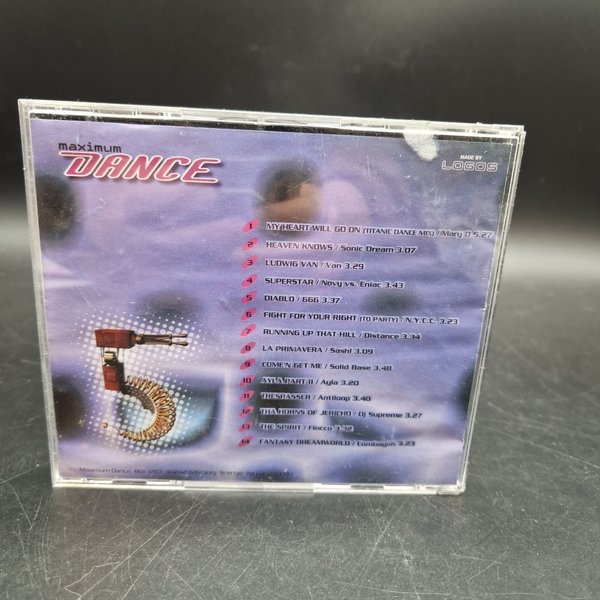 maximum
DANCE
MADE BY
LOGOS
1 MY HEART WILL GO ON (TITANIC DANCE MIX) / Mary O 5.27
2 HEAVEN KNOWS / Sonic Dream 3.07
3 LUDWIG VAN / Van 3.29
4 SUPERSTAR / Novy vs. Eniac 3.43
5 DIABLO / 666 3.37
6 FIGHT FOR YOUR RIGHT (TO PARTY) / N.Y.C.C. 3.23
7 RUNNING UP THAT HILL / Distance 3.34
8 LA PRIMAVERA / Sash! 3.09
9 COME'N GET ME / Solid Base 3.48
10 AYLA PART II / Ayla 3.20
11 TRESPASSER / Antiloop 3.40
12 THA HORNS OF JERICHO / Dj Supreme 3.27
13 THE SPIRIT / Fiocco 3.32
14 FANTASY DREAMWORLD / Combayah 3.23
5
Maximum Dance, Box